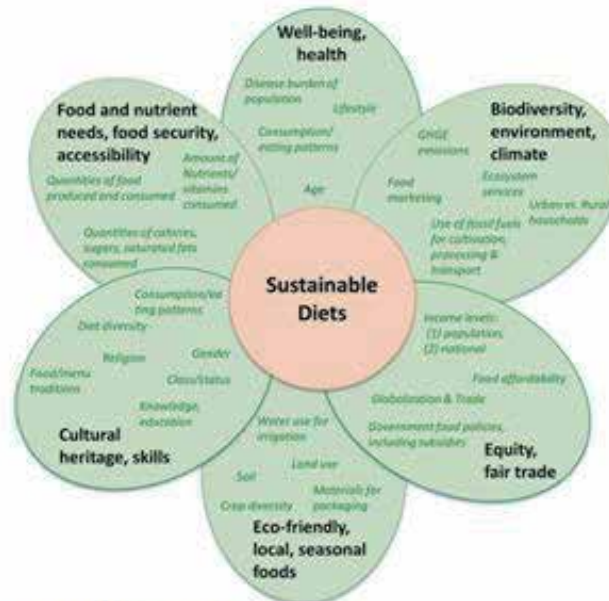 Well-being,
health
Disease burden of
population
Lifestyle
Consumption/
eating patterns
Age
Food and nutrient
needs, food security,
accessibility
Amount of
Nutrients/
vitamins
consumed
Quantities of food
produced and consumed
Quantities of calories,
sugars, saturated fats
consumed
Biodiversity,
environment,
climate
GHGE
emissions
Ecosystem
services
Food
marketing
Urban vs. Rural
households
Use of fossil fuels
for cultivation,
processing &
transport
Sustainable
Diets
Consumption/ea
ting patterns
Diet diversity
Religion
Gender
Food/menu
traditions
Class/status
Knowledge,
education
Cultural
heritage, skills
Income levels:
(1) population,
(2) national
Food affordability
Globalization & Trade
Government food policies,
including subsidies
Equity,
fair trade
Water use for
irrigation
Land use
Soil
Materials for
packaging
Crop diversity
Eco-friendly,
local, seasonal
foods